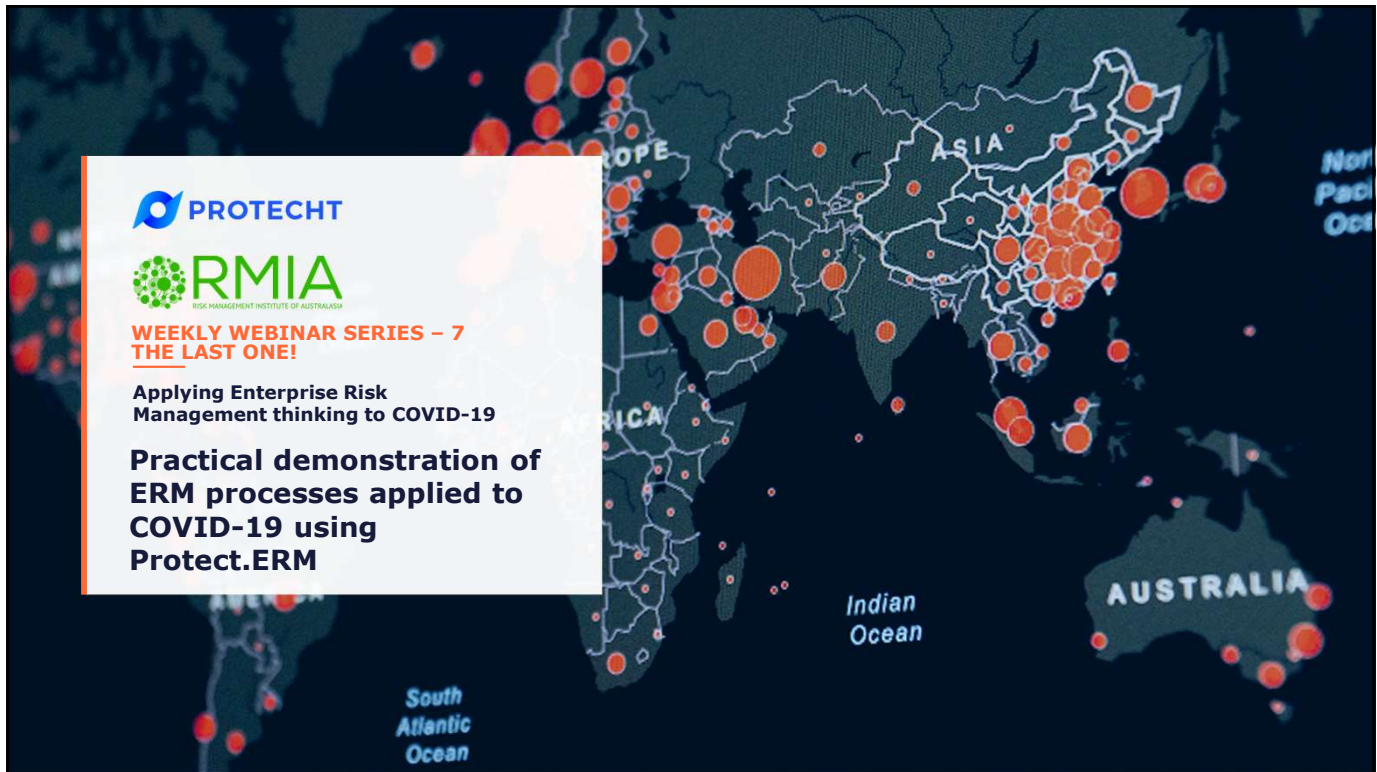 PROTECHT
RMIA
RISK MANAGEMENT INSTITUTE OF AUSTRALASIA
WEEKLY WEBINAR SERIES – 7
THE LAST ONE!
Applying Enterprise Risk
Management thinking to COVID-19
Practical demonstration of
ERM processes applied to
COVID-19 using
Protect.ERM
ASIA
AUSTRALIA
Indian
Ocean
South
Atlantic
Ocean